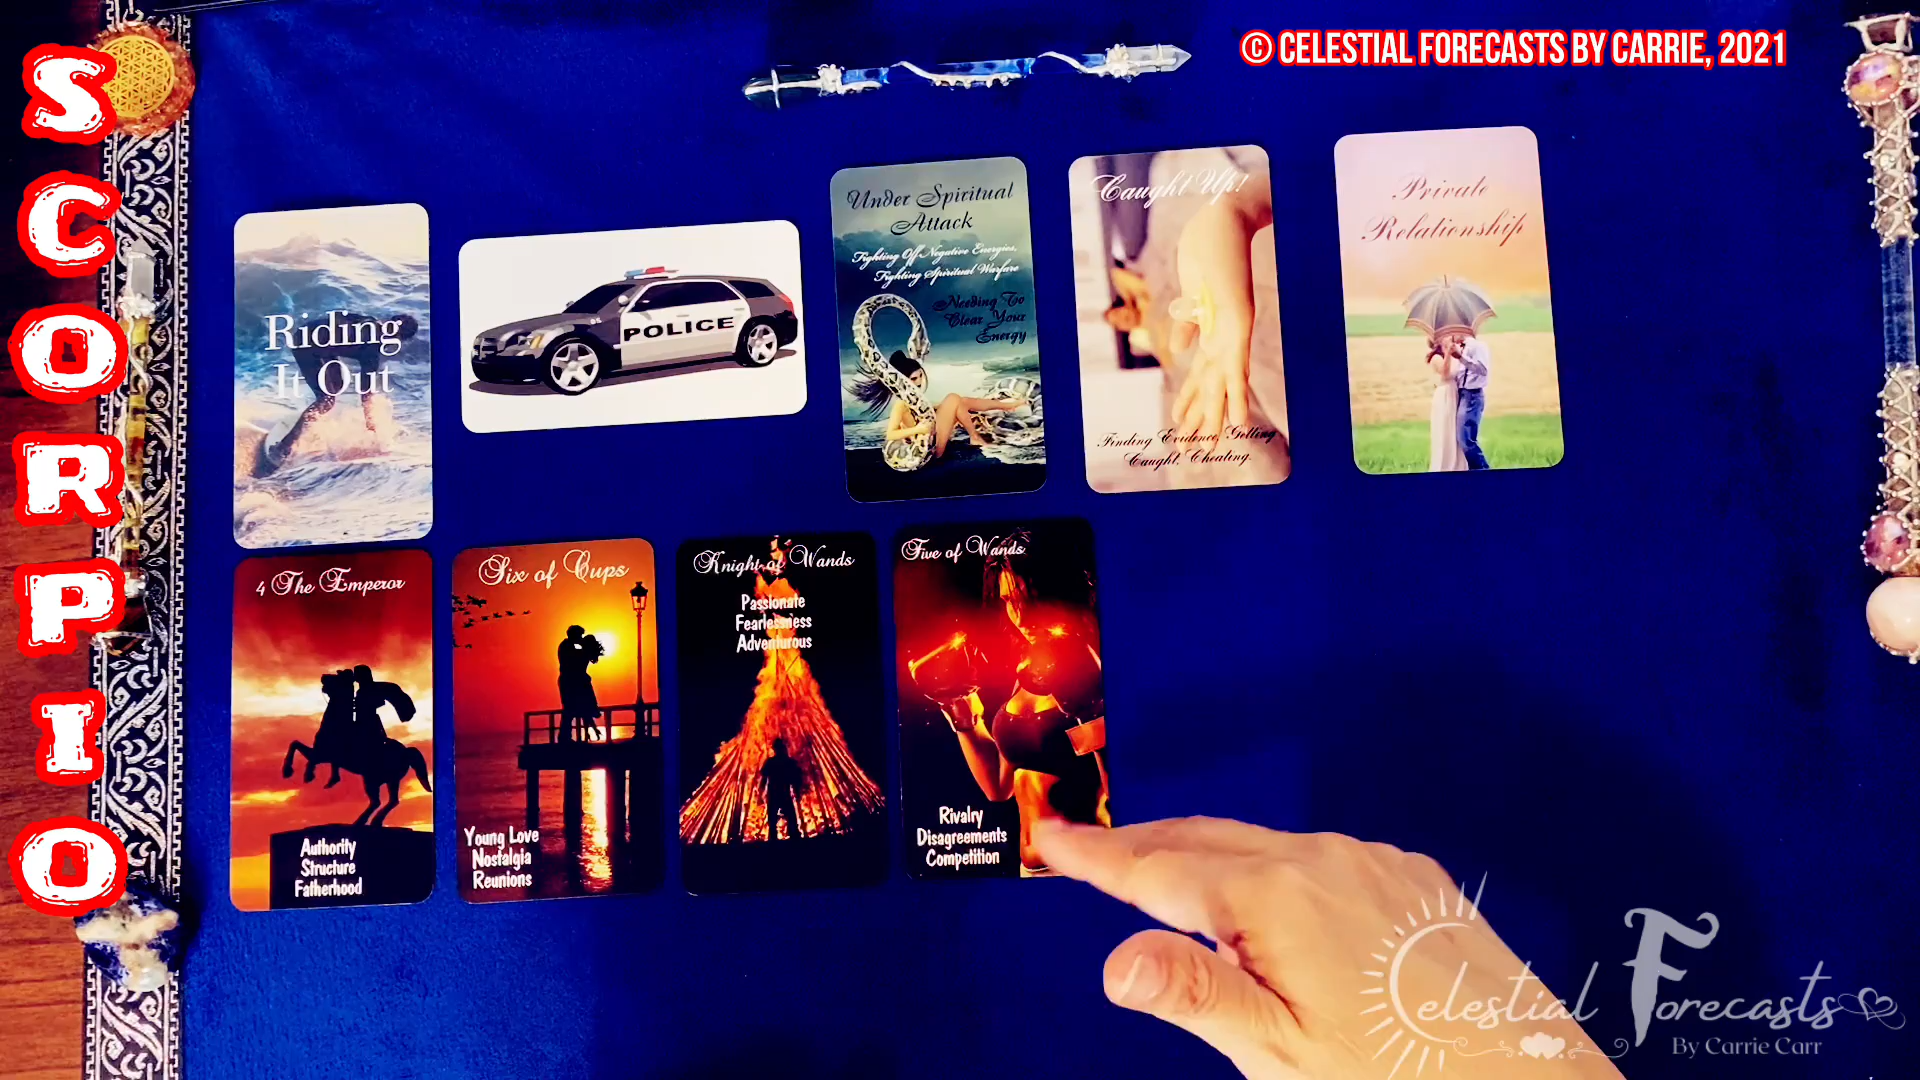 SCORPIO
© CELESTIAL FORECASTS BY CARRIE, 2021
Riding
It Out
POLICE
Under Spiritual
Attack
Fighting Off Negative Energies,
Fighting Spiritual Warfare
Needing To
Clear Your
Energy
Caught Up!
Finding Evidence, Getting
Caught, Cheating.
Private
Relationship
4 The Emperor
Authority
Structure
Fatherhood
Six of Cups
Young Love
Nostalgia
Reunions
Knight of Wands
Passionate
Fearlessness
Adventurous
Five of Wands
Rivalry
Disagreements
Competition
Celestial Forecasts
By Carrie Carr